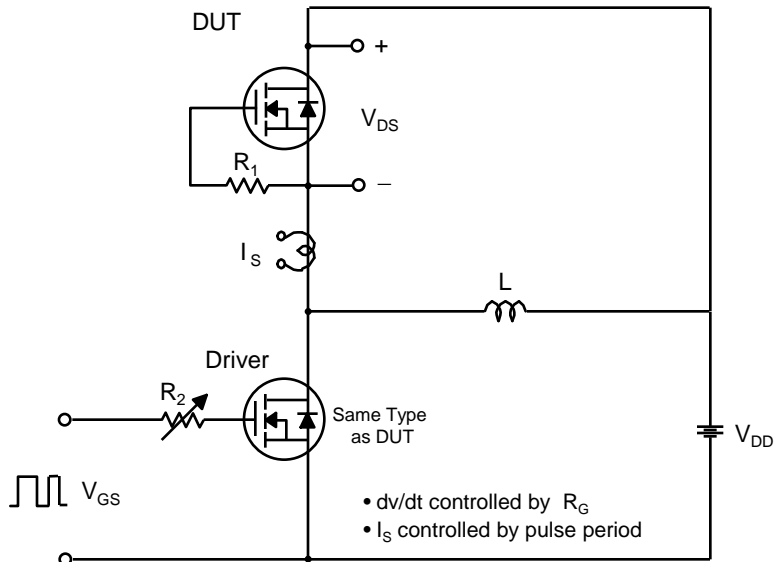 DUT
+
V_DS
R_1
−
I_S
L
Driver
R_2
Same Type
as DUT
V_DD
V_GS
• dv/dt controlled by R_G
• I_S controlled by pulse period